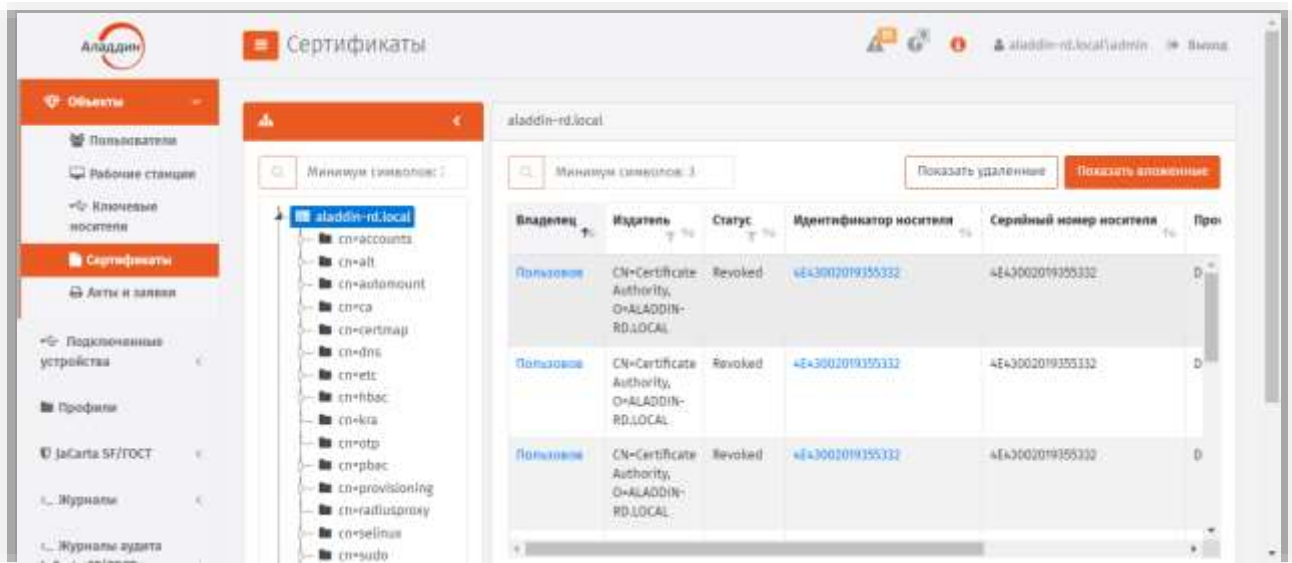 Аладдин
Сертификаты
aladdin-rd.local\admin
Выход
Объекты
Пользователи
Рабочие станции
Ключевые
носители
Сертификаты
Акты и заявки
Подключенные
устройства
Профили
JaCarta SF/ГОСТ
Журналы
Журналы аудита
Минимум символов: 3
aladdin-rd.local
cn=accounts
cn=alt
cn=automount
cn=ca
cn=certmap
cn=dns
cn=etc
cn=hbac
cn=kra
cn=otp
cn=pbac
cn=provisioning
cn=radiusproxy
cn=selinux
cn=sudo
aladdin-rd.local
Минимум символов: 3
Показать удаленные
Показать вложенные
Владелец Издатель Статус Идентификатор носителя Серийный номер носителя
Пользовов CN=Certificate Revoked 4E43002019355332 4E43002019355332 D
Authority,
O=ALADDIN-
RD.LOCAL
Пользовов CN=Certificate Revoked 4E43002019355332 4E43002019355332 D
Authority,
O=ALADDIN-
RD.LOCAL
Пользовов CN=Certificate Revoked 4E43002019355332 4E43002019355332 D
Authority,
O=ALADDIN-
RD.LOCAL